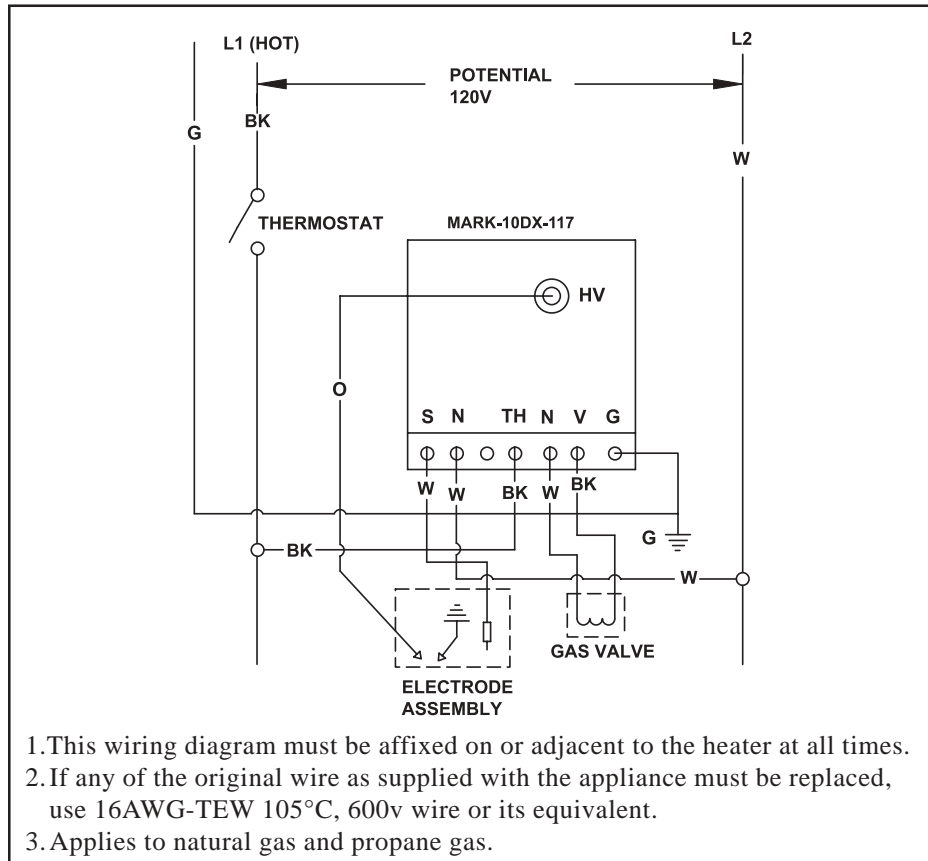 L1 (HOT)
L2
POTENTIAL
120V
BK
G
W
THERMOSTAT
MARK-10DX-117
HV
O
S N TH N V G
W W BK W BK
G
BK
W
GAS VALVE
ELECTRODE
ASSEMBLY
1.This wiring diagram must be affixed on or adjacent to the heater at all times.
2.If any of the original wire as supplied with the appliance must be replaced,
use 16AWG-TEW 105°C, 600v wire or its equivalent.
3.Applies to natural gas and propane gas.